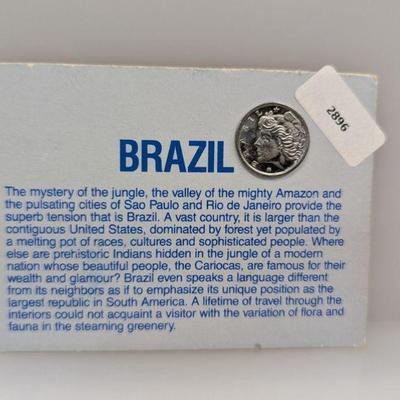 2896
BRAZIL
The mystery of the jungle, the valley of the mighty Amazon and
the pulsating cities of Sao Paulo and Rio de Janeiro provide the
superb tension that is Brazil. A vast country, it is larger than the
contiguous United States, dominated by forest yet populated by
a melting pot of races, cultures and sophisticated people. Where
else are prehistoric Indians hidden in the jungle of a modern
nation whose beautiful people, the Cariocas, are famous for their
wealth and glamour? Brazil even speaks a language different
from its neighbors as if to emphasize its unique position as the
largest republic in South America. A lifetime of travel through the
interiors could not acquaint a visitor with the variation of flora and
fauna in the steaming greenery.